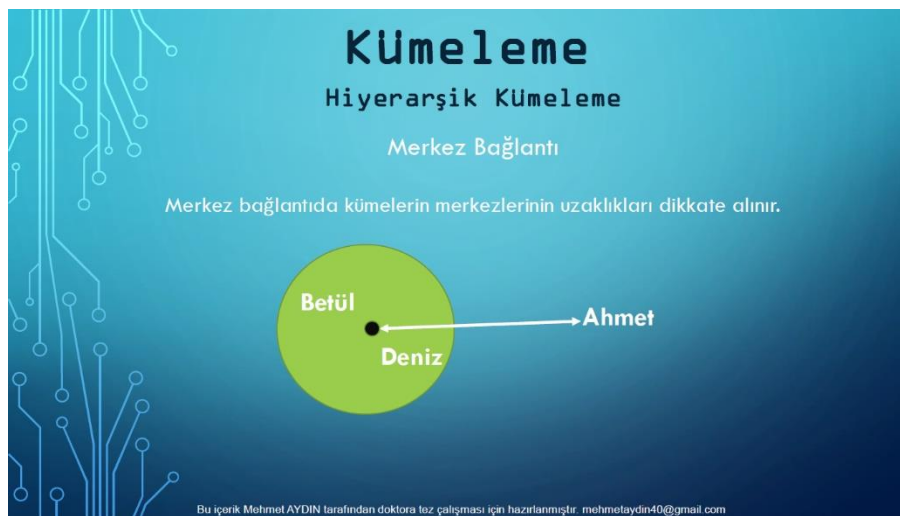 Kümeleme
Hiyerarşik Kümeleme
Merkez Bağlantı
Merkez bağlantıda kümelerin merkezlerinin uzaklıkları dikkate alınır.
Betül
Ahmet
Deniz
Bu içerik Mehmet AYDIN tarafından doktora tez çalışması için hazırlanmıştır. mehmetaydin40@gmail.com